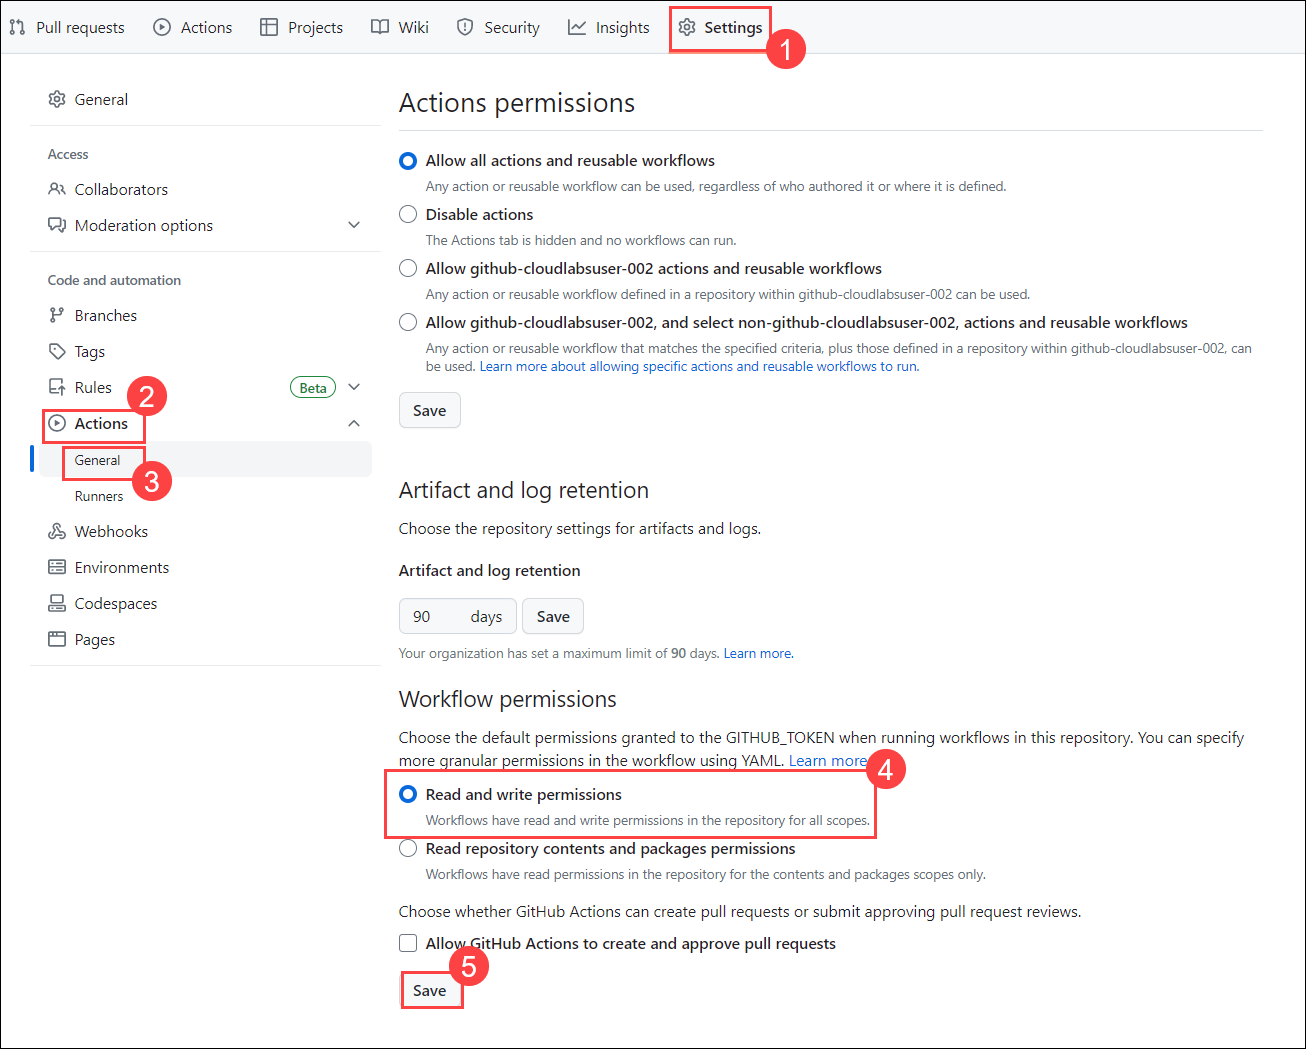 Pull requests Actions Projects Wiki Security Insights Settings
1
General
Access
Collaborators
Moderation options
Code and automation
Branches
Tags
Rules Beta
2
Actions
General
3
Runners
Webhooks
Environments
Codespaces
Pages
Actions permissions
Allow all actions and reusable workflows
Any action or reusable workflow can be used, regardless of who authored it or where it is defined.
Disable actions
The Actions tab is hidden and no workflows can run.
Allow github-cloudlabsuser-002 actions and reusable workflows
Any action or reusable workflow defined in a repository within github-cloudlabsuser-002 can be used.
Allow github-cloudlabsuser-002, and select non-github-cloudlabsuser-002, actions and reusable workflows
Any action or reusable workflow that matches the specified criteria, plus those defined in a repository within github-cloudlabsuser-002, can
be used. Learn more about allowing specific actions and reusable workflows to run.
Save
Artifact and log retention
Choose the repository settings for artifacts and logs.
Artifact and log retention
90 days Save
Your organization has set a maximum limit of 90 days. Learn more.
Workflow permissions
Choose the default permissions granted to the GITHUB_TOKEN when running workflows in this repository. You can specify
more granular permissions in the workflow using YAML. Learn more
4
Read and write permissions
Workflows have read and write permissions in the repository for all scopes.
Read repository contents and packages permissions
Workflows have read permissions in the repository for the contents and packages scopes only.
Choose whether GitHub Actions can create pull requests or submit approving pull request reviews.
Allow GitHub Actions to create and approve pull requests
5
Save